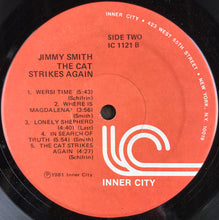 INNER CITY • 423 WEST 55TH STREET • NEW YORK, N.Y. 10019
JIMMY SMITH
THE CAT
STRIKES AGAIN
SIDE TWO
IC 1121 B
1. WERSI TIME (5:43)
(Schifrin)
2. WHERE IS
MAGDALENA' (3:56)
(Smith)
3. LONELY SHEPHERD
(4:40) (Last)
4. IN SEARCH OF
TRUTH (5:54) (Smith)
5. THE CAT STRIKES
AGAIN (4:27)
(Schifrin)
℗ 1981 Inner City
INNER CITY